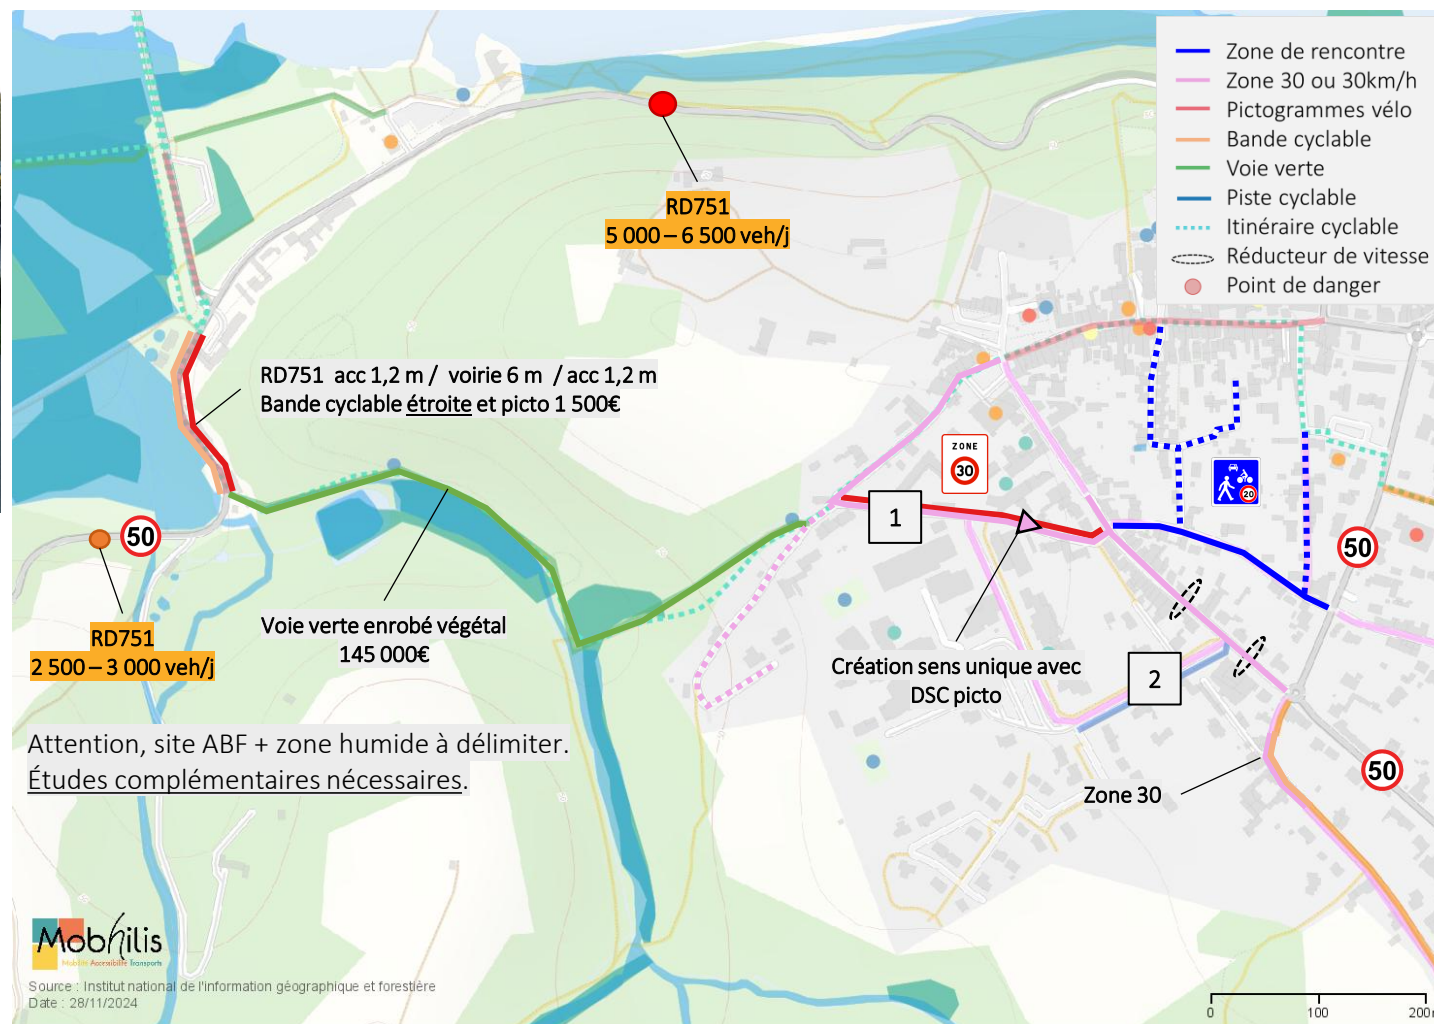 Zone de rencontre
Zone 30 ou 30km/h
Pictogrammes vélo
Bande cyclable
Voie verte
Piste cyclable
Itinéraire cyclable
Réducteur de vitesse
Point de danger
RD751
5 000 – 6 500 veh/j
RD751 acc 1,2 m / voirie 6 m / acc 1,2 m
Bande cyclable étroite et picto 1 500€
ZONE
30
1
20
50
50
RD751
2 500 – 3 000 veh/j
Voie verte enrobé végétal
145 000€
Création sens unique avec
DSC picto
2
Attention, site ABF + zone humide à délimiter.
Études complémentaires nécessaires.
Zone 30
50
Mobhilis
Mobilité Accessibilité Transports
Source : Institut national de l'information géographique et forestière
Date : 28/11/2024
0 100 200